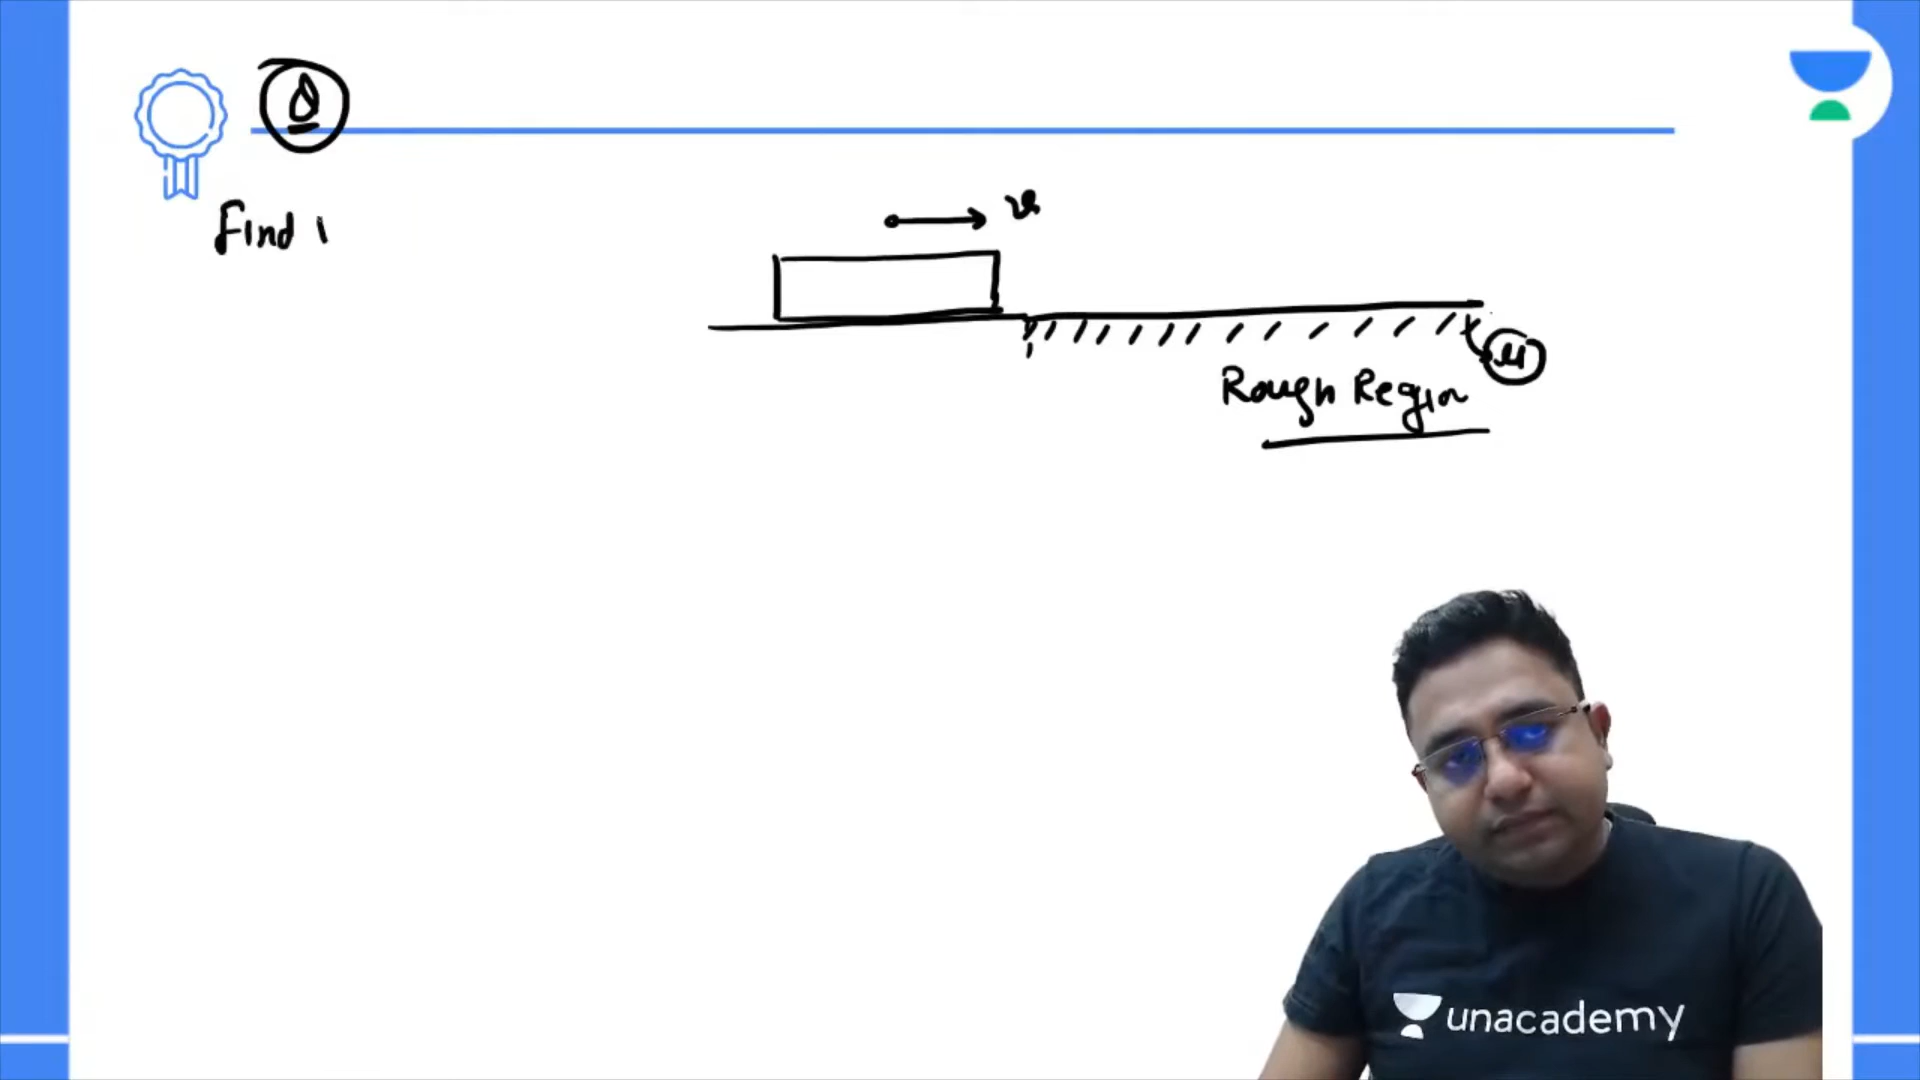 Q
Find
v
μ
Rough Region
unacademy